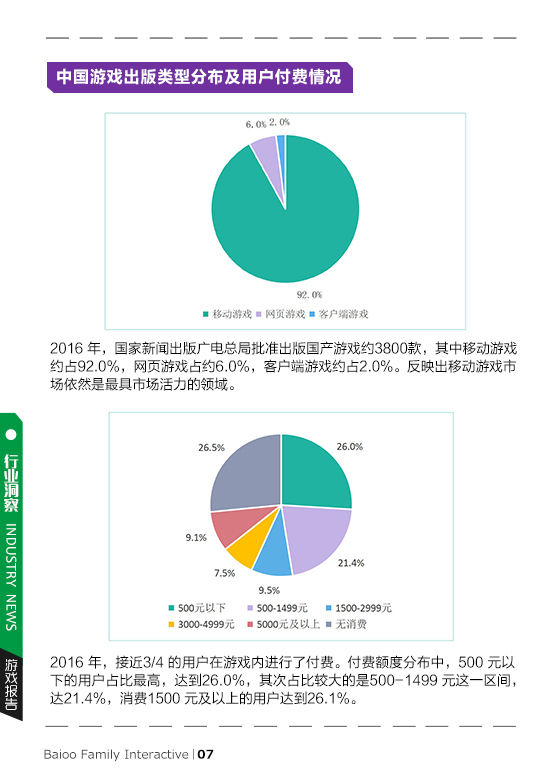 中国游戏出版类型分布及用户付费情况
6.0%
2.0%
92.0%
移动游戏 网页游戏 客户端游戏
2016 年，国家新闻出版广电总局批准出版国产游戏约3800款，其中移动游戏
约占92.0%，网页游戏占约6.0%，客户端游戏约占2.0%。反映出移动游戏市
场依然是最具市场活力的领域。
26.5%
26.0%
9.1%
21.4%
7.5%
9.5%
500元以下 500-1499元 1500-2999元
3000-4999元 5000元及以上 无消费
2016 年，接近3/4 的用户在游戏内进行了付费。付费额度分布中，500 元以
下的用户占比最高，达到26.0%，其次占比较大的是500-1499 元这一区间，
达21.4%，消费1500 元及以上的用户达到26.1%。
行业洞察 INDUSTRY NEWS
游戏报告
Baioo Family Interactive | 07